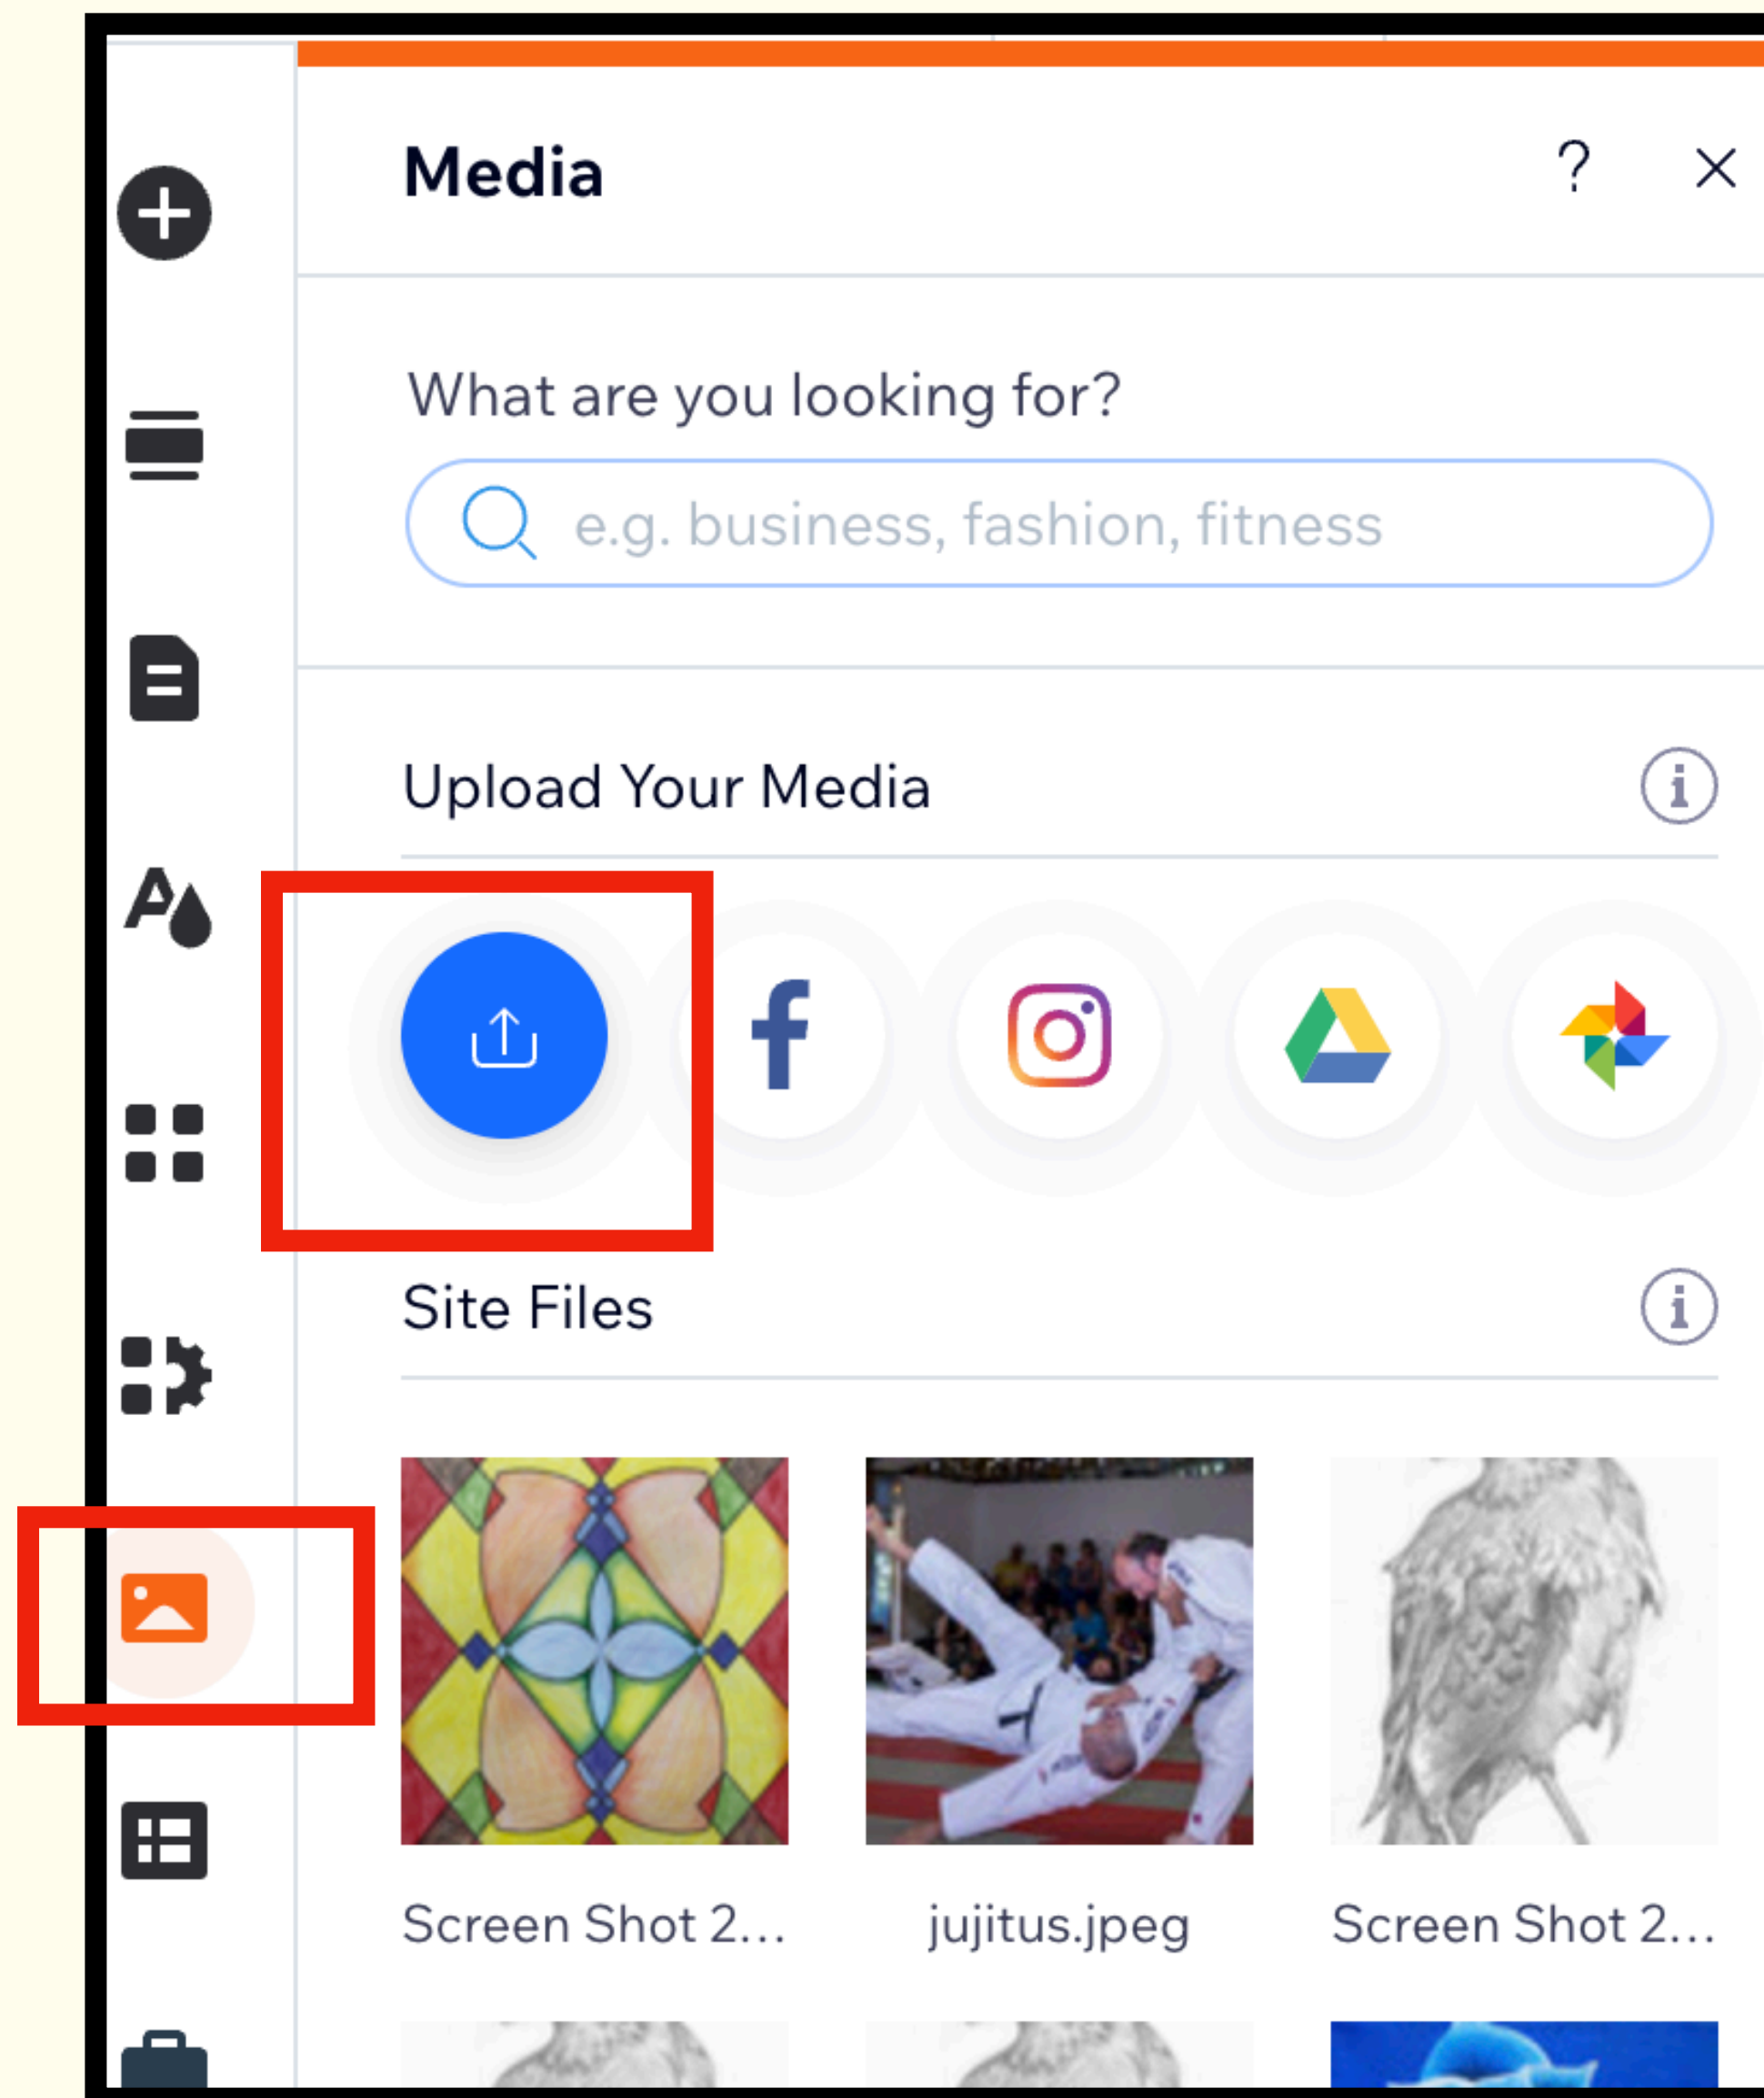 Media
?
What are you looking for?
e.g. business, fashion, fitness
Upload Your Media
Site Files
Screen Shot 2...
jujitus.jpeg
Screen Shot 2...